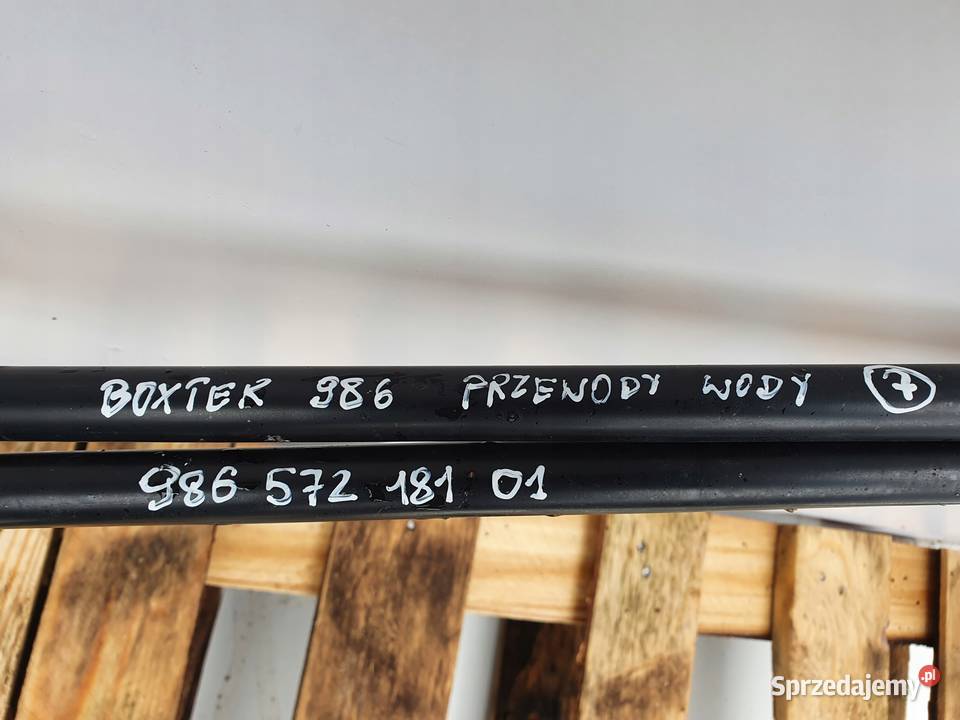 BOXTER 986 PRZEWODY WODY 7
986 572 181 01
Sprzedajemy.pl